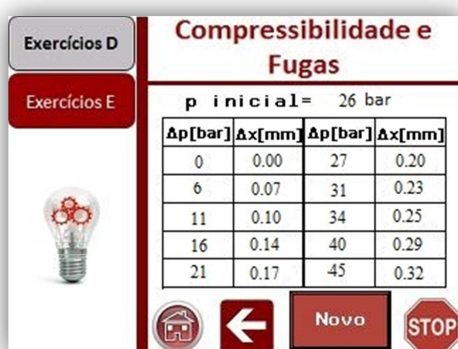 Exercícios D
Exercícios E
Compressibilidade e
Fugas
p inicial= 26 bar
Δp[bar] Δx[mm] Δp[bar] Δx[mm]
0 0.00 27 0.20
6 0.07 31 0.23
11 0.10 34 0.25
16 0.14 40 0.29
21 0.17 45 0.32
Novo
STOP